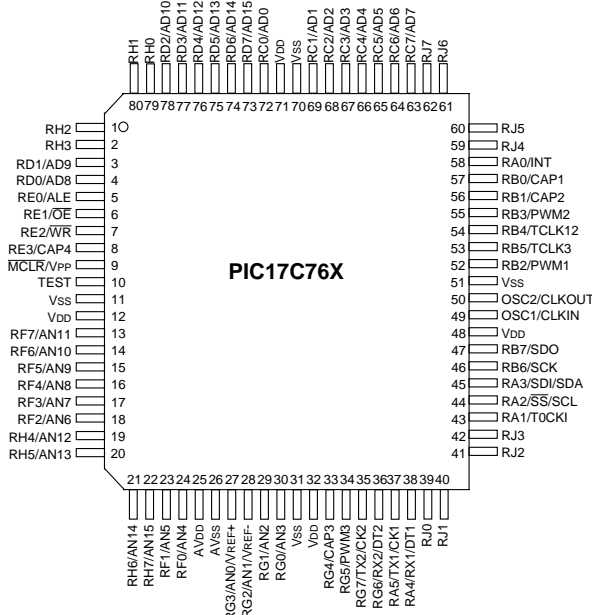 RH1
RH0
RD2/AD10
RD3/AD11
RD4/AD12
RD5/AD13
RD6/AD14
RD7/AD15
RC0/AD0
VDD
VSS
RC1/AD1
RC2/AD2
RC3/AD3
RC4/AD4
RC5/AD5
RC6/AD6
RC7/AD7
RJ7
RJ6
80 79 78 77 76 75 74 73 72 71 70 69 68 67 66 65 64 63 62 61
RH2 1
RH3 2
RD1/AD9 3
RD0/AD8 4
RE0/ALE 5
RE1/OE 6
RE2/WR 7
RE3/CAP4 8
MCLR/VPP 9
TEST 10
VSS 11
VDD 12
RF7/AN11 13
RF6/AN10 14
RF5/AN9 15
RF4/AN8 16
RF3/AN7 17
RF2/AN6 18
RH4/AN12 19
RH5/AN13 20
PIC17C76X
60 RJ5
59 RJ4
58 RA0/INT
57 RB0/CAP1
56 RB1/CAP2
55 RB3/PWM2
54 RB4/TCLK12
53 RB5/TCLK3
52 RB2/PWM1
51 VSS
50 OSC2/CLKOUT
49 OSC1/CLKIN
48 VDD
47 RB7/SDO
46 RB6/SCK
45 RA3/SDI/SDA
44 RA2/SS/SCL
43 RA1/T0CKI
42 RJ3
41 RJ2
21 22 23 24 25 26 27 28 29 30 31 32 33 34 35 36 37 38 39 40
RH6/AN14
RH7/AN15
RF1/AN5
RF0/AN4
AVDD
AVSS
RG3/AN0/VREF+
RG2/AN1/VREF-
RG1/AN2
RG0/AN3
VSS
VDD
RG4/CAP3
RG5/PWM3
RG7/TX2/CK2
RG6/RX2/DT2
RA5/TX1/CK1
RA4/RX1/DT1
RJ0
RJ1